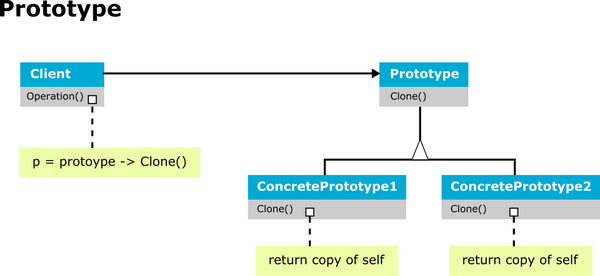 Prototype
Client
Prototype
Operation()
Clone()
p = protoype -> Clone()
ConcretePrototype1
ConcretePrototype2
Clone()
Clone()
return copy of self
return copy of self